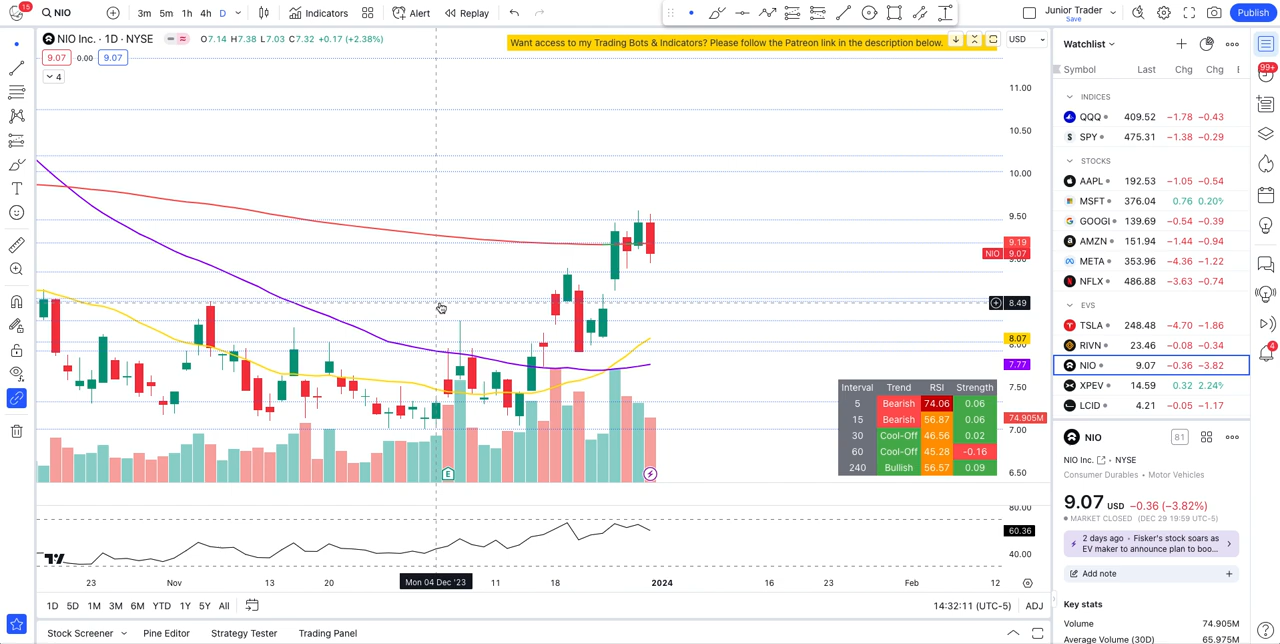 15
NIO
3m 5m 1h 4h D
Indicators
Alert
Replay
Junior Trader
Save
Publish
NIO Inc. · 1D · NYSE
O7.14 H7.38 L7.03 C7.32 +0.17 (+2.38%)
9.07 0.00 9.07
4
Want access to my Trading Bots & Indicators? Please follow the Patreon link in the description below.
USD
11.00
10.50
10.00
9.50
9.19
NIO 9.07
9.00
8.49
8.07
8.00
7.77
7.50
74.905M
7.00
6.50
80.00
60.36
40.00
Interval Trend RSI Strength
5 Bearish 74.06 0.06
15 Bearish 56.87 0.06
30 Cool-Off 46.56 0.02
60 Cool-Off 45.28 -0.16
240 Bullish 56.57 0.09
E
23 Nov 13 20 Mon 04 Dec '23 11 18 2024 16 23 Feb 12
1D 5D 1M 3M 6M YTD 1Y 5Y All
14:32:11 (UTC-5) ADJ
Stock Screener Pine Editor Strategy Tester Trading Panel
Watchlist
Symbol Last Chg Chg
INDICES
QQQ 409.52 −1.78 −0.43
SPY 475.31 −1.38 −0.29
STOCKS
AAPL 192.53 −1.05 −0.54
MSFT 376.04 0.76 0.20%
GOOGL 139.69 −0.54 −0.39
AMZN 151.94 −1.44 −0.94
META 353.96 −4.36 −1.22
NFLX 486.88 −3.63 −0.74
EVS
TSLA 248.48 −4.70 −1.86
RIVN 23.46 −0.08 −0.34
NIO 9.07 −0.36 −3.82
XPEV 14.59 0.32 2.24%
LCID 4.21 −0.05 −1.17
NIO
81
NIO Inc. · NYSE
Consumer Durables · Motor Vehicles
9.07 USD −0.36 (−3.82%)
MARKET CLOSED (DEC 29 19:59 UTC-5)
2 days ago · Fisker's stock soars as
EV maker to announce plan to boo...
Add note
Key stats
Volume 74.905M
Average Volume (30D) 65.975M
99+
4